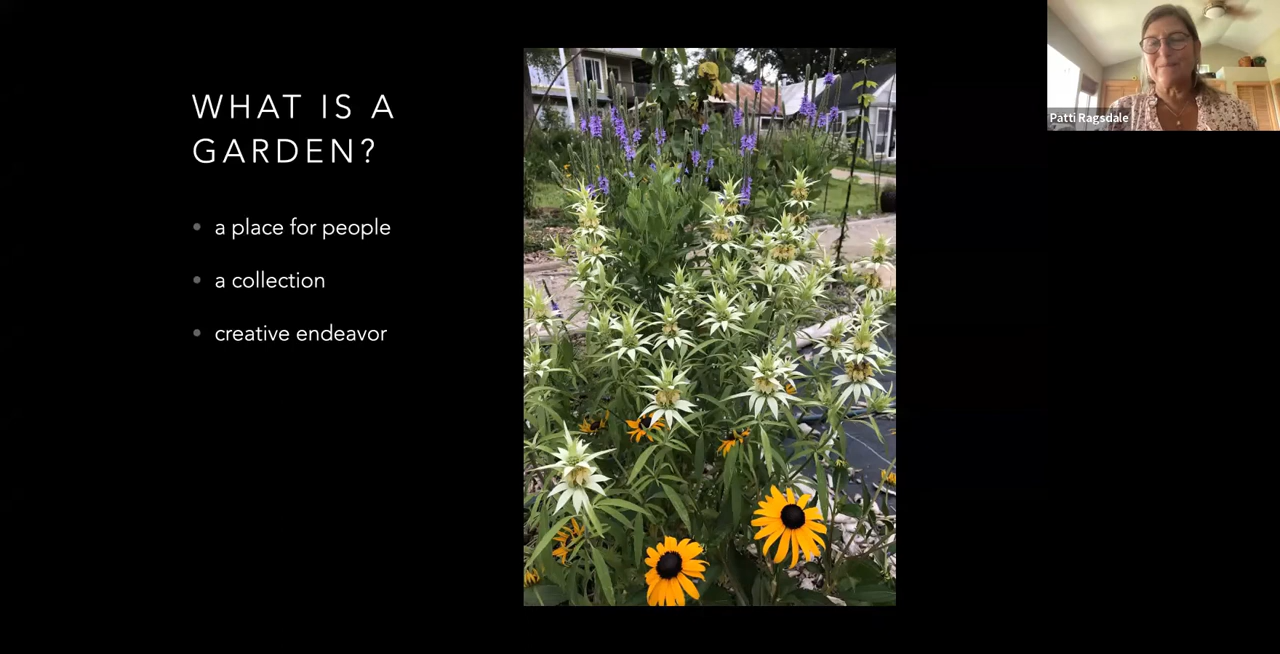 WHAT IS A
GARDEN?
a place for people
a collection
creative endeavor
Patti Ragsdale